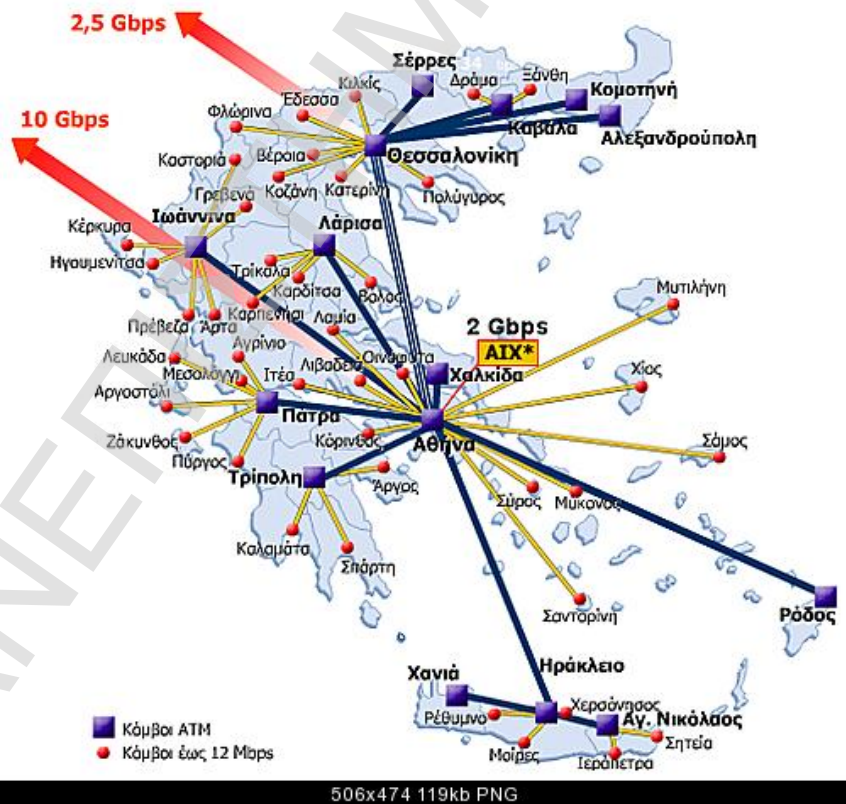 2,5 Gbps
10 Gbps
Σέρρες
Δράμα
Ξάνθη
Κομοτηνή
Καβάλα
Αλεξανδρούπολη
Κιλκίς
Έδεσσα
Φλώρινα
Θεσσαλονίκη
Βέροια
Καστοριά
Κοζάνη
Κατερίνη
Πολύγυρος
Γρεβενά
Ιωάννινα
Λάρισα
Κέρκυρα
Ηγουμενίτσα
Τρίκαλα
Καρδίτσα
Βόλος
Καρπενήσι
Πρέβεζα
Άρτα
Λαμία
Μυτιλήνη
2 Gbps
AIX*
Αγρίνιο
Λευκάδα
Μεσολόγγι
Ιτέα
Λιβαδειά
Οινόφυτα
Χαλκίδα
Χίος
Αργοστόλι
Πάτρα
Κόρινθος
Αθήνα
Ζάκυνθος
Πύργος
Σάμος
Τρίπολη
Άργος
Σύρος
Μύκονος
Καλαμάτα
Σπάρτη
Σαντορίνη
Ρόδος
Χανιά
Ηράκλειο
Χερσόνησος
Ρέθυμνο
Αγ. Νικόλαος
Μοίρες
Σητεία
Ιεράπετρα
Κόμβοι ATM
Κόμβοι έως 12 Mbps
506x474 119kb PNG